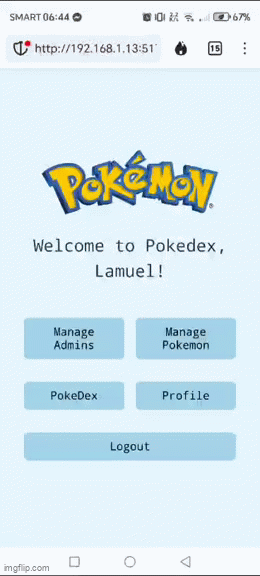 SMART 06:44
67%
http://192.168.1.13:517
15
POKéMON
®
Welcome to Pokedex,
Lamuel!
Manage
Admins
Manage
Pokemon
PokeDex
Profile
Logout
imgflip.com